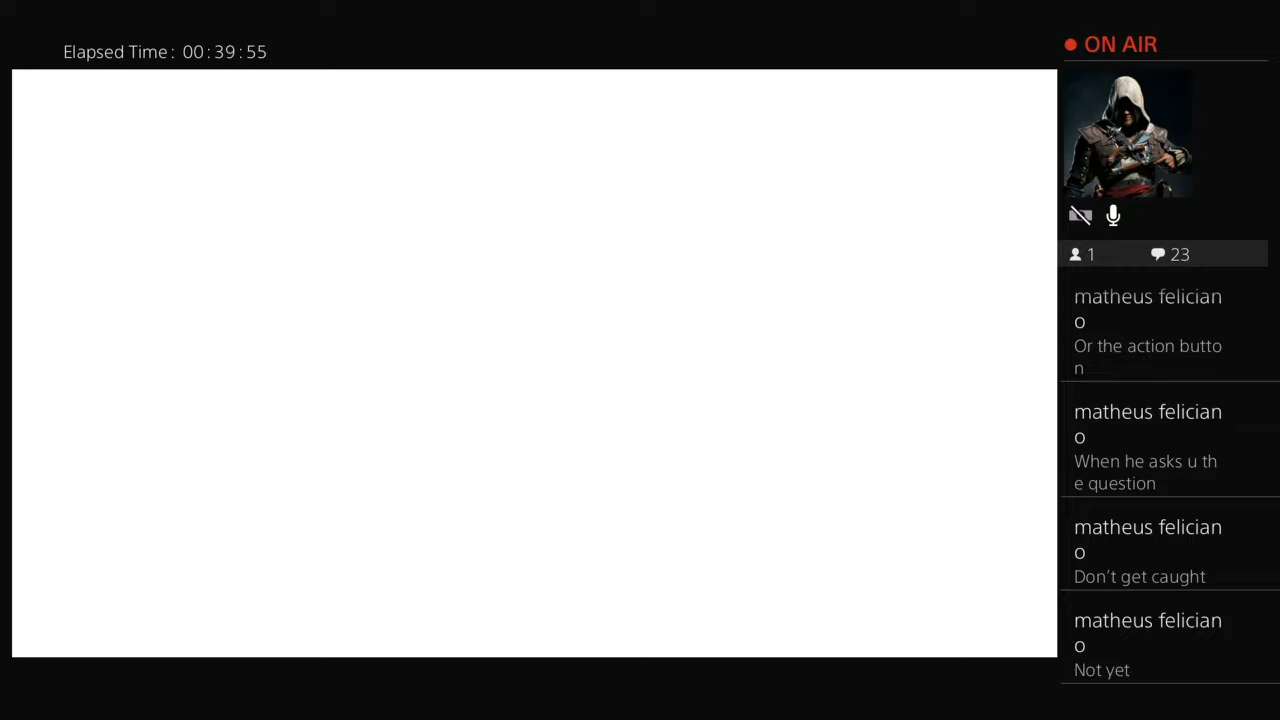 Elapsed Time: 00:39:55
ON AIR
1 23
matheus felician
o
Or the action butto
n
matheus felician
o
When he asks u th
e question
matheus felician
o
Don't get caught
matheus felician
o
Not yet